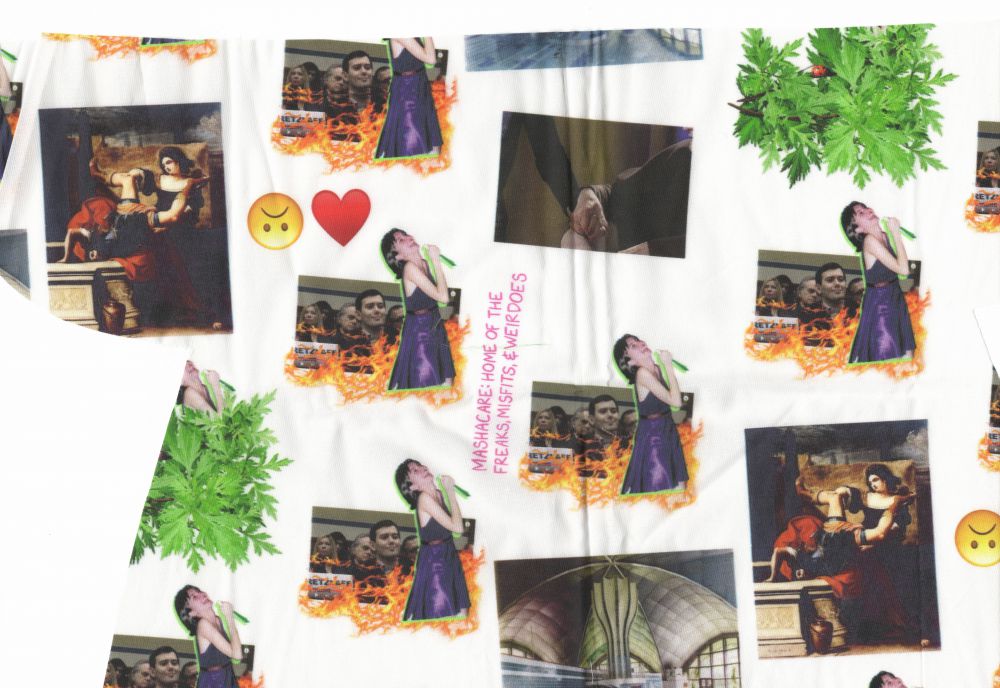 MASHACARE: HOME OF THE
FREAKS, MISFITS, & WEIRDOES